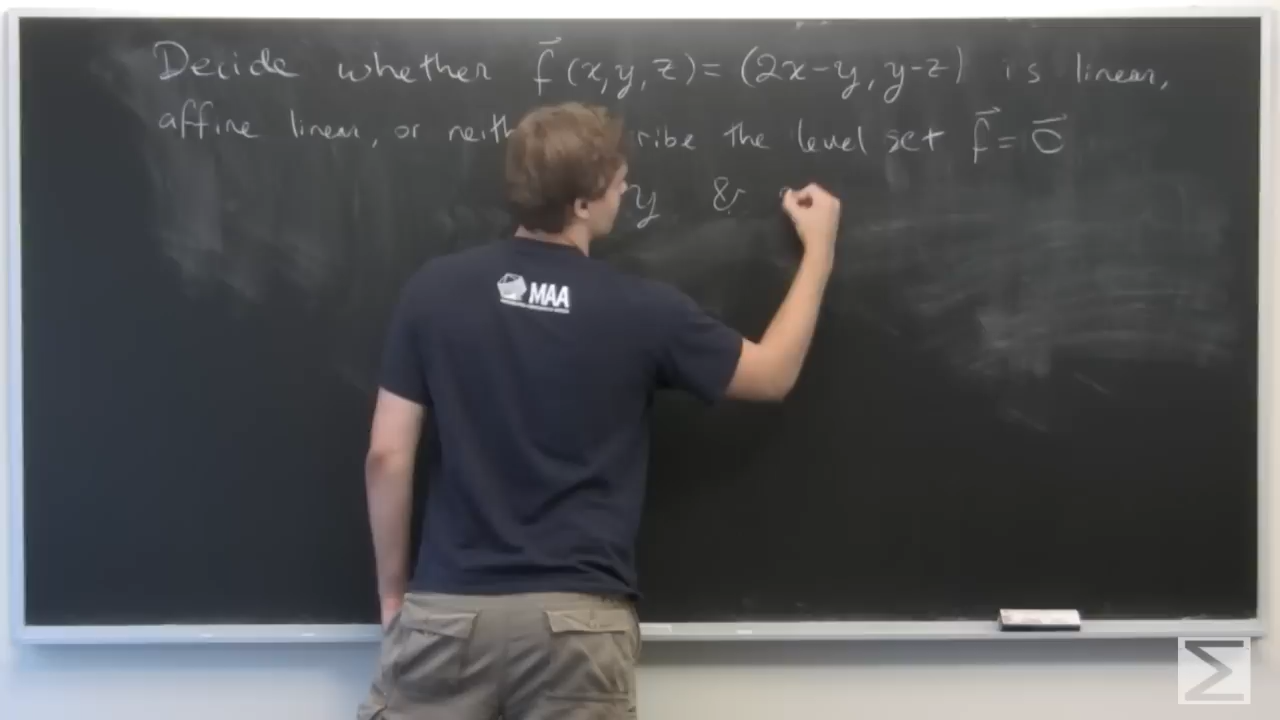 Decide whether f⃗(x,y,z)=(2x-y, y-z) is linear,
affine linear, or neith ribe the level set f⃗=0⃗
y &
MAA